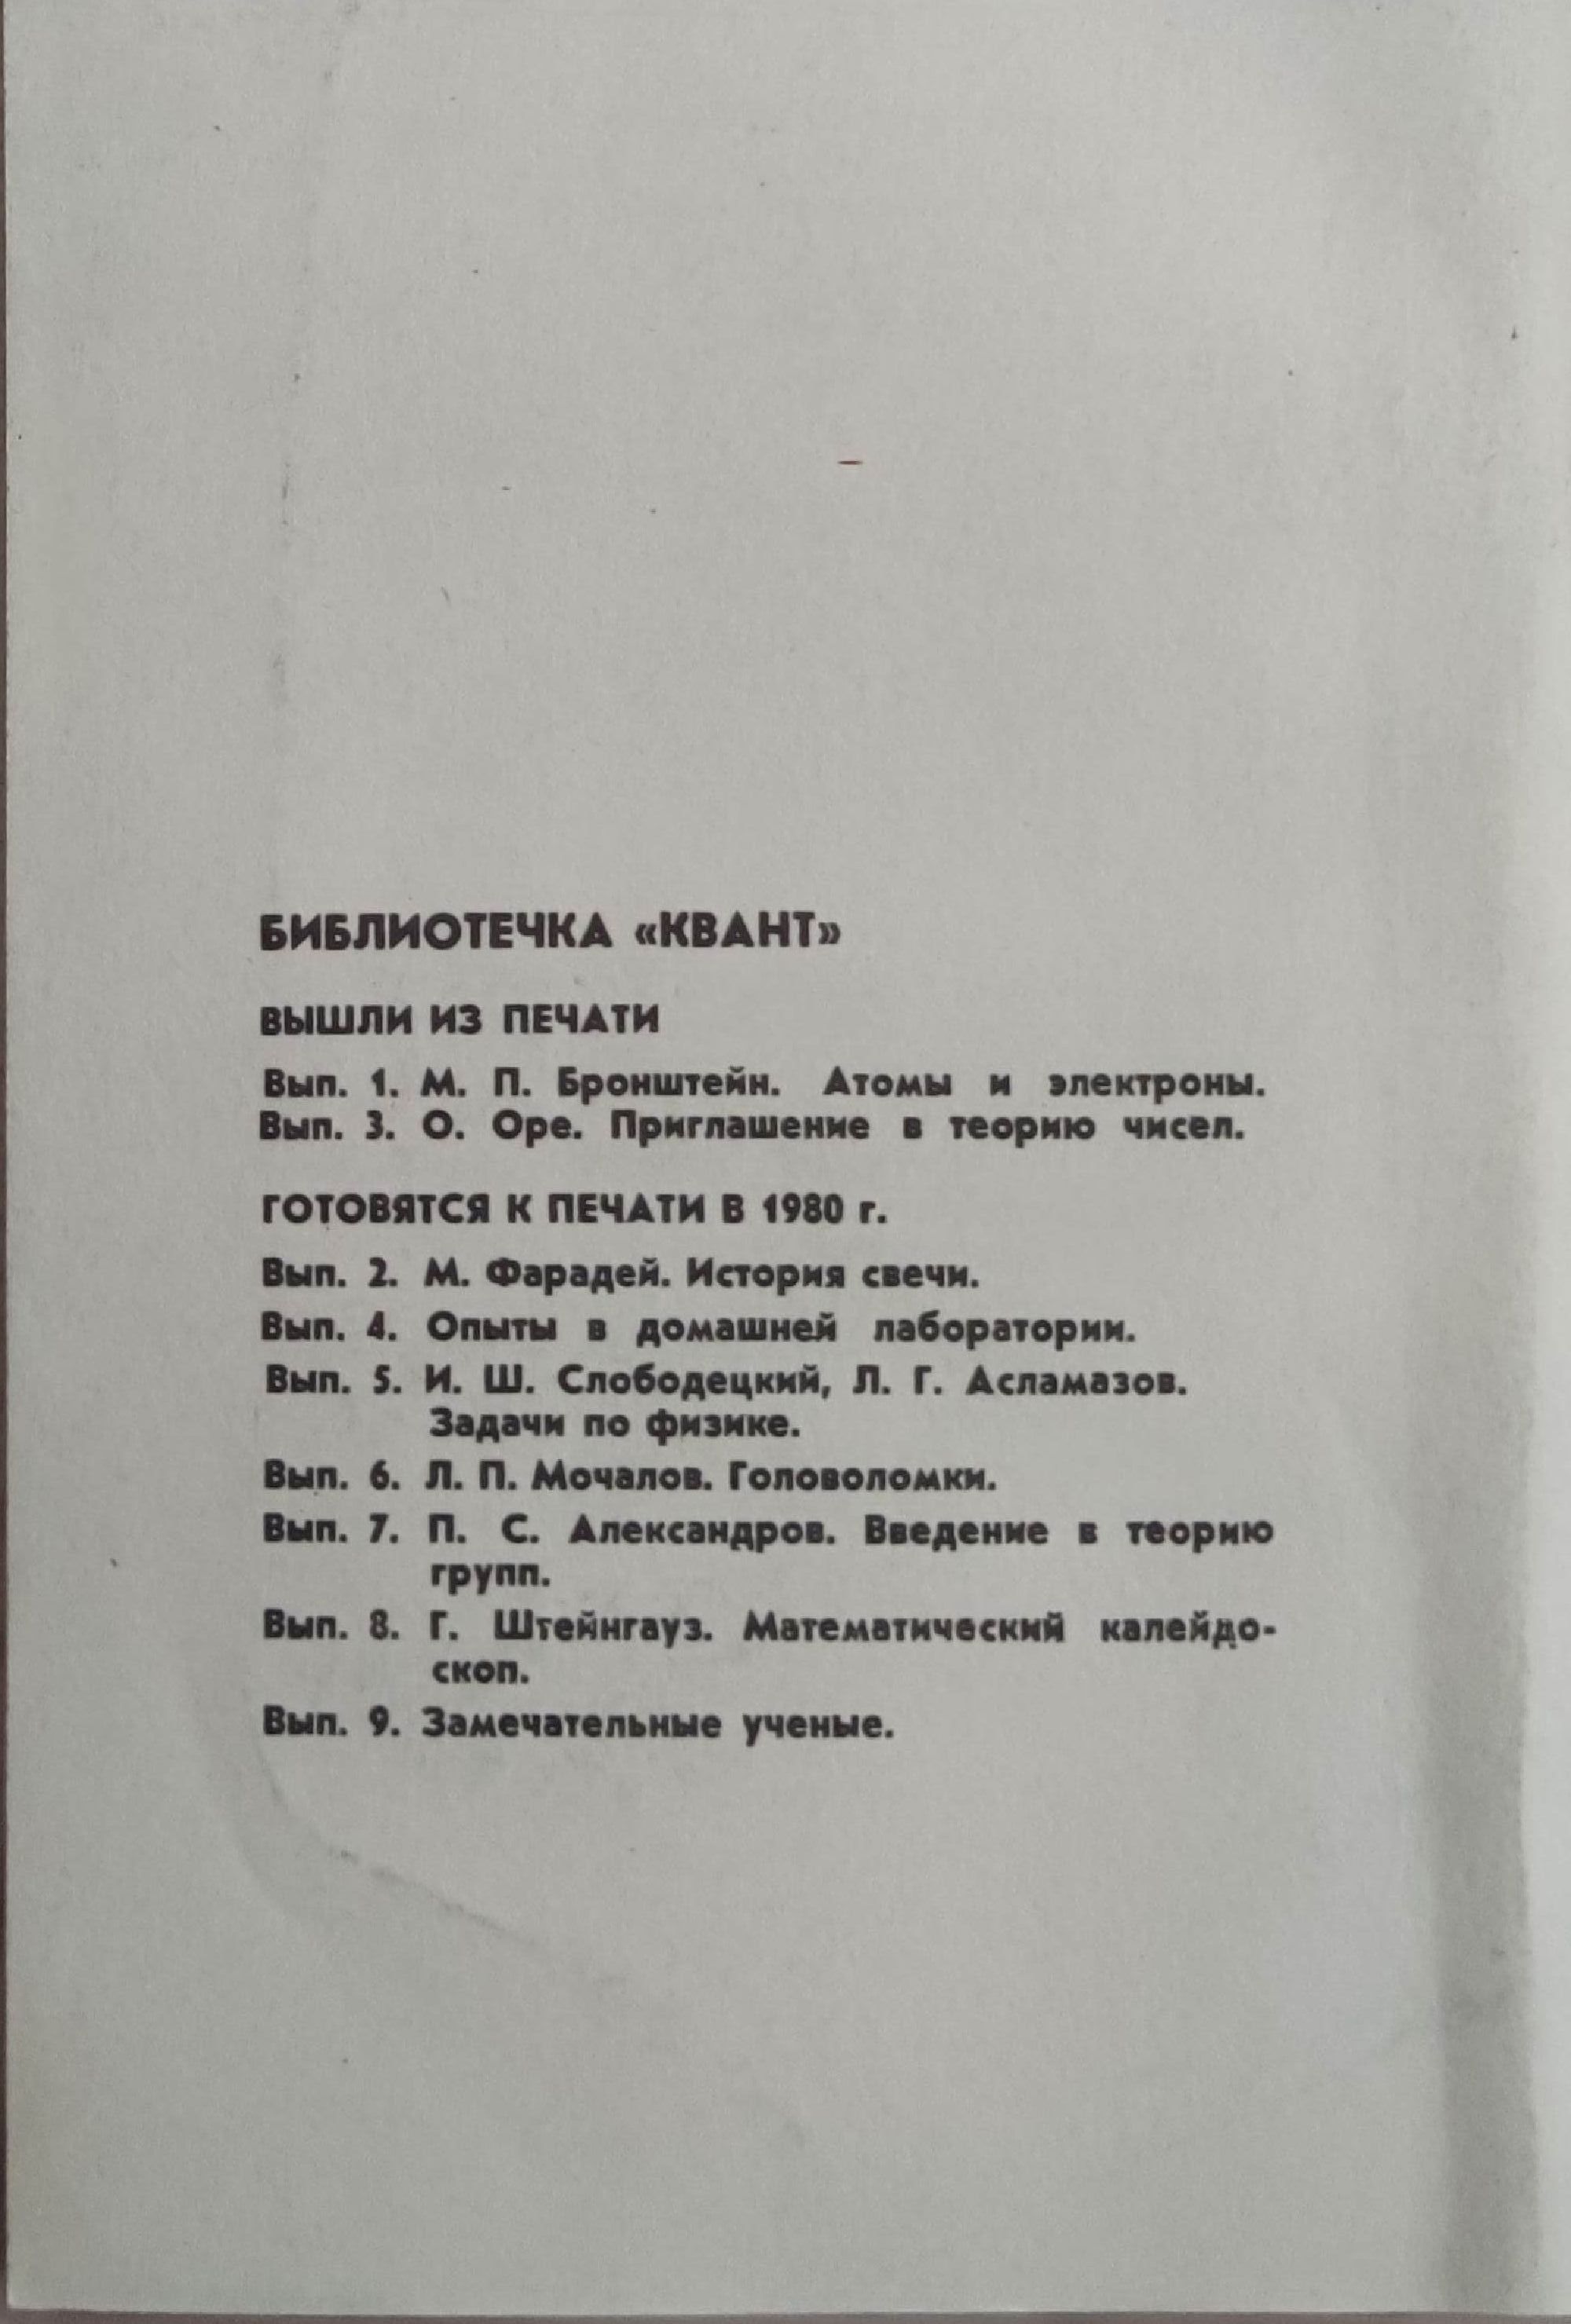 БИБЛИОТЕЧКА «КВАНТ»
ВЫШЛИ ИЗ ПЕЧАТИ
Вып. 1. М. П. Бронштейн. Атомы и электроны.
Вып. 3. О. Оре. Приглашение в теорию чисел.
ГОТОВЯТСЯ К ПЕЧАТИ В 1980 г.
Вып. 2. М. Фарадей. История свечи.
Вып. 4. Опыты в домашней лаборатории.
Вып. 5. И. Ш. Слободецкий, Л. Г. Асламазов.
Задачи по физике.
Вып. 6. Л. П. Мочалов. Головоломки.
Вып. 7. П. С. Александров. Введение в теорию
групп.
Вып. 8. Г. Штейнгауз. Математический калейдо-
скоп.
Вып. 9. Замечательные ученые.